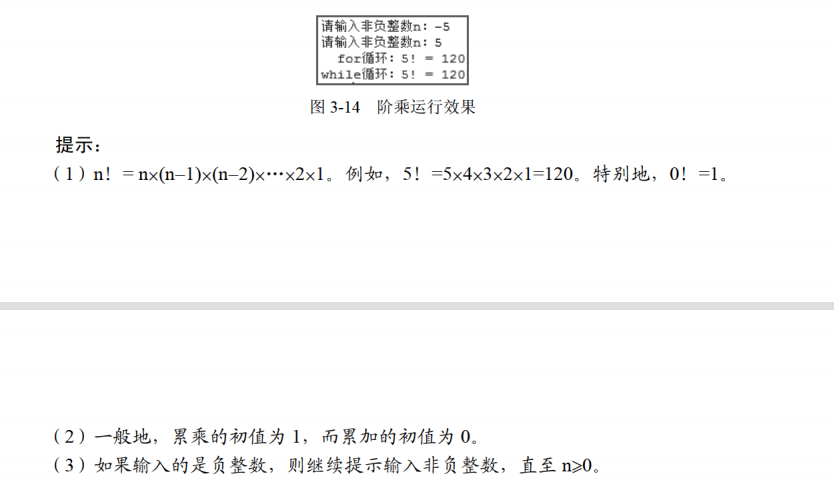 请输入非负整数n: -5
请输入非负整数n: 5
for循环: 5! = 120
while循环: 5! = 120
图 3-14 阶乘运行效果
提示：
（1）n！= n×(n–1)×(n–2)×…×2×1。例如，5！=5×4×3×2×1=120。特别地，0！=1。
（2）一般地，累乘的初值为 1，而累加的初值为 0。
（3）如果输入的是负整数，则继续提示输入非负整数，直至 n≥0。